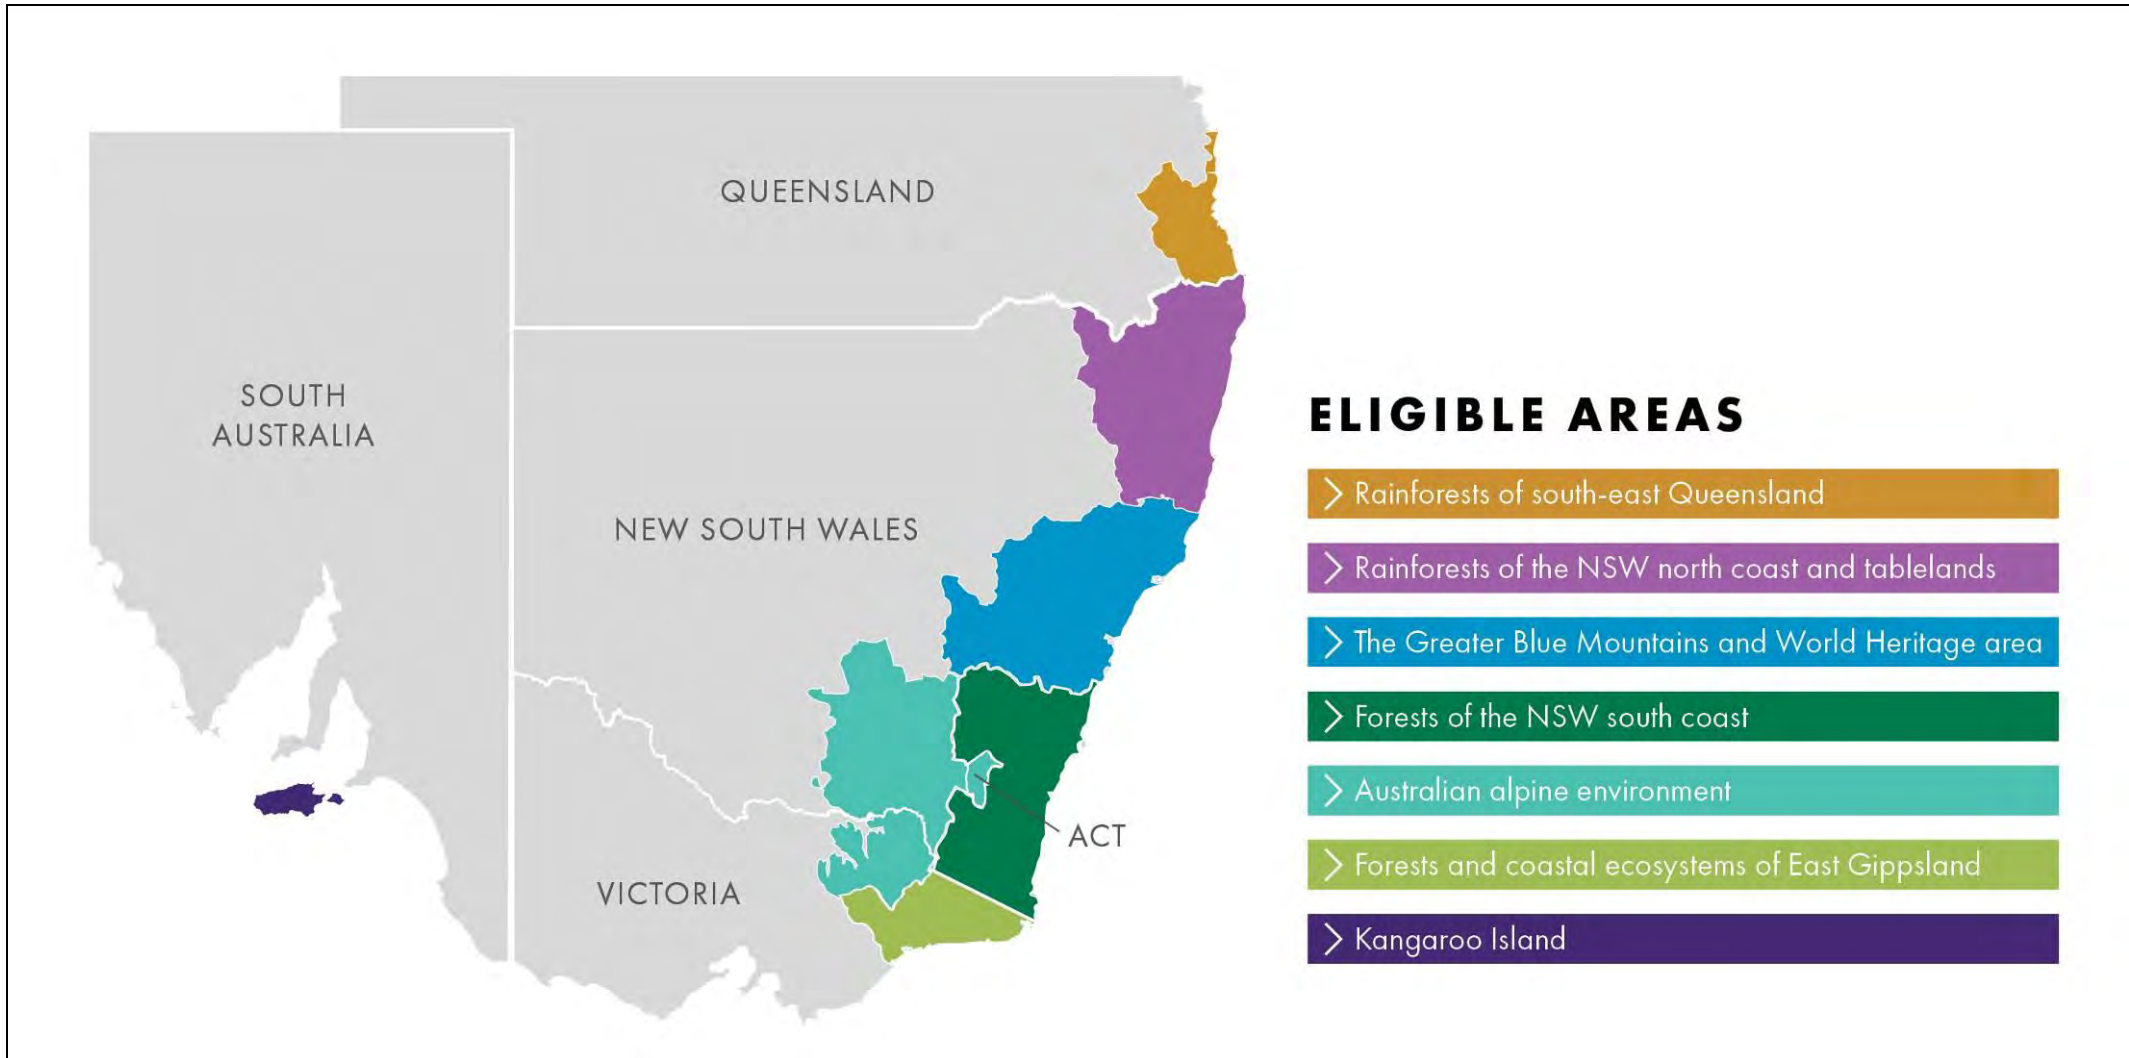 QUEENSLAND
SOUTH
AUSTRALIA
NEW SOUTH WALES
ACT
VICTORIA
ELIGIBLE AREAS
Rainforests of south-east Queensland
Rainforests of the NSW north coast and tablelands
The Greater Blue Mountains and World Heritage area
Forests of the NSW south coast
Australian alpine environment
Forests and coastal ecosystems of East Gippsland
Kangaroo Island